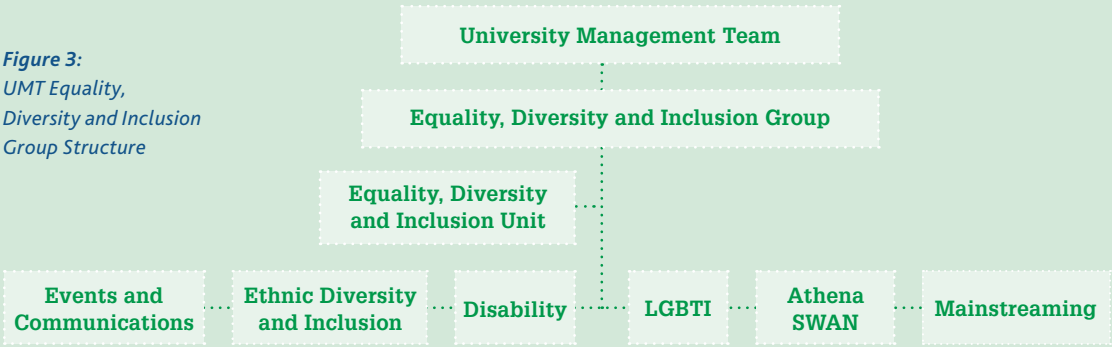 Figure 3:
UMT Equality,
Diversity and Inclusion
Group Structure
University Management Team
Equality, Diversity and Inclusion Group
Equality, Diversity
and Inclusion Unit
Events and
Communications
Ethnic Diversity
and Inclusion
Disability
LGBTI
Athena
SWAN
Mainstreaming